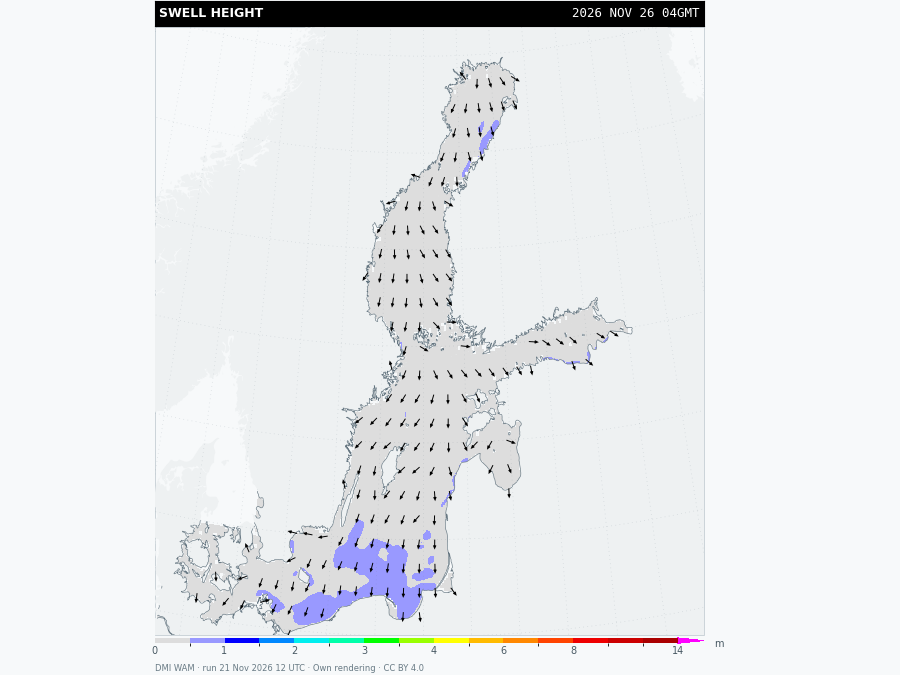 SWELL HEIGHT 2026 NOV 26 04GMT
0 1 2 3 4 6 8 14 m
DMI WAM · run 21 Nov 2026 12 UTC · Own rendering · CC BY 4.0